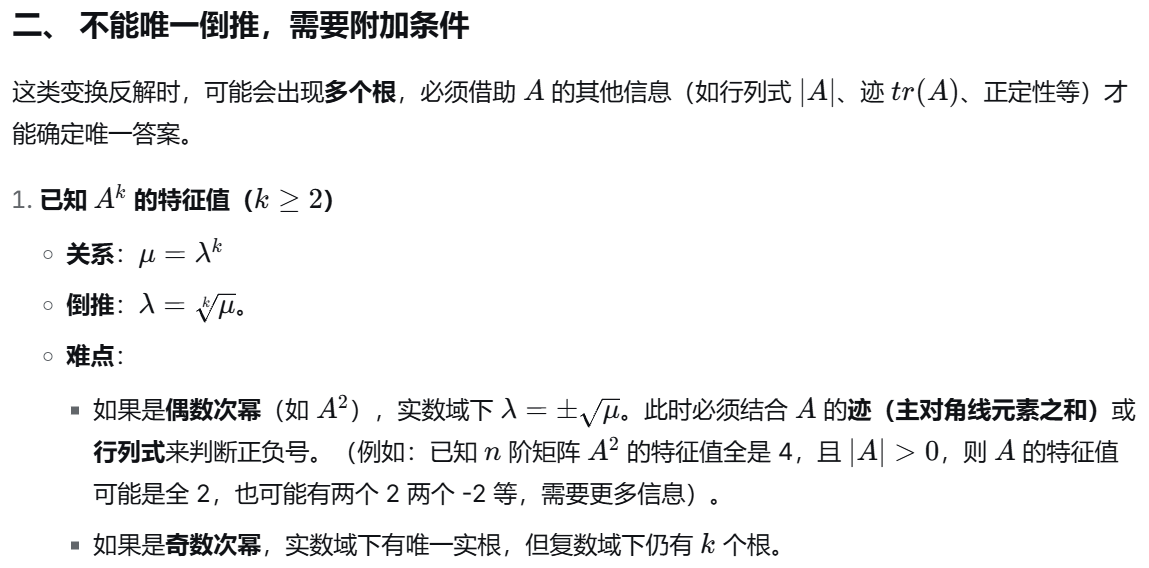 二、 不能唯一倒推，需要附加条件
这类变换反解时，可能会出现多个根，必须借助 A 的其他信息（如行列式 |A|、迹 tr(A)、正定性等）才
能确定唯一答案。
1. 已知 A^k 的特征值（k ≥ 2）
○ 关系：μ = λ^k
○ 倒推：λ = ᵏ√μ。
○ 难点：
▪ 如果是偶数次幂（如 A²），实数域下 λ = ±√μ。此时必须结合 A 的迹（主对角线元素之和）或
行列式来判断正负号。（例如：已知 n 阶矩阵 A² 的特征值全是 4，且 |A| > 0，则 A 的特征值
可能是全 2，也可能有两个 2 两个 -2 等，需要更多信息）。
▪ 如果是奇数次幂，实数域下有唯一实根，但复数域下仍有 k 个根。